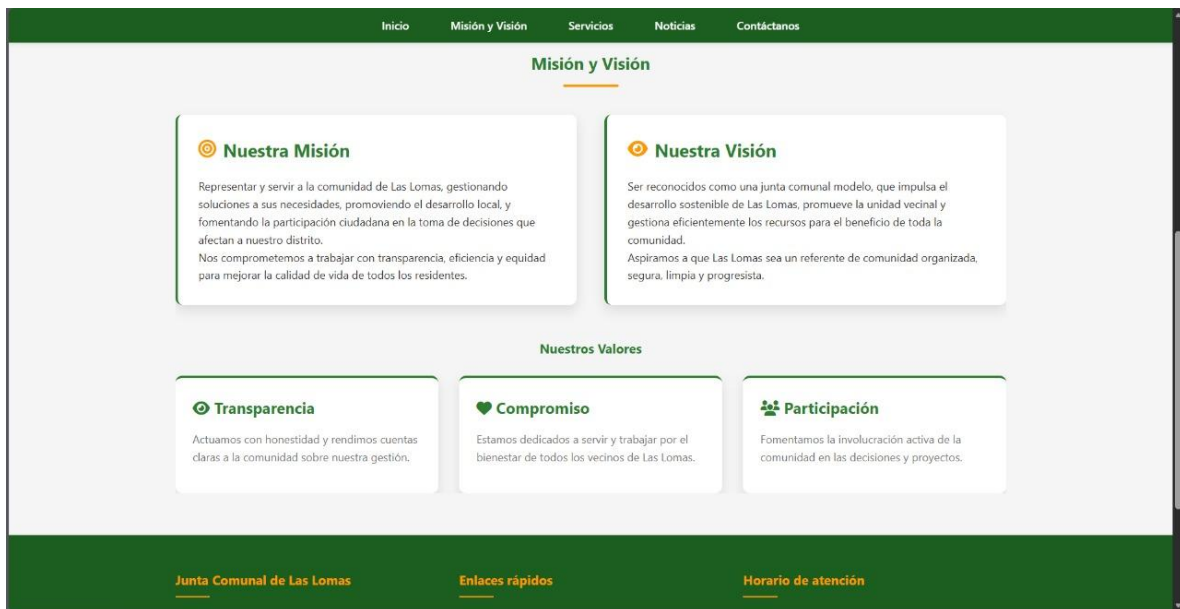 Inicio Misión y Visión Servicios Noticias Contáctanos
Misión y Visión
Nuestra Misión
Representar y servir a la comunidad de Las Lomas, gestionando
soluciones a sus necesidades, promoviendo el desarrollo local, y
fomentando la participación ciudadana en la toma de decisiones que
afectan a nuestro distrito.
Nos comprometemos a trabajar con transparencia, eficiencia y equidad
para mejorar la calidad de vida de todos los residentes.
Nuestra Visión
Ser reconocidos como una junta comunal modelo, que impulsa el
desarrollo sostenible de Las Lomas, promueve la unidad vecinal y
gestiona eficientemente los recursos para el beneficio de toda la
comunidad.
Aspiramos a que Las Lomas sea un referente de comunidad organizada,
segura, limpia y progresista.
Nuestros Valores
Transparencia
Actuamos con honestidad y rendimos cuentas
claras a la comunidad sobre nuestra gestión.
Compromiso
Estamos dedicados a servir y trabajar por el
bienestar de todos los vecinos de Las Lomas.
Participación
Fomentamos la involucración activa de la
comunidad en las decisiones y proyectos.
Junta Comunal de Las Lomas
Enlaces rápidos
Horario de atención